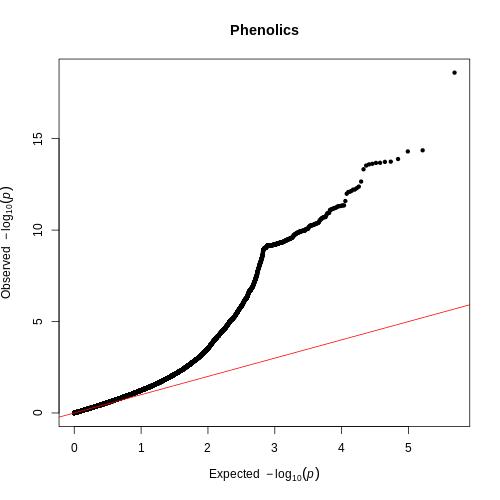 Phenolics
15
10
5
0
Observed −log₁₀(p)
0 1 2 3 4 5
Expected −log₁₀(p)